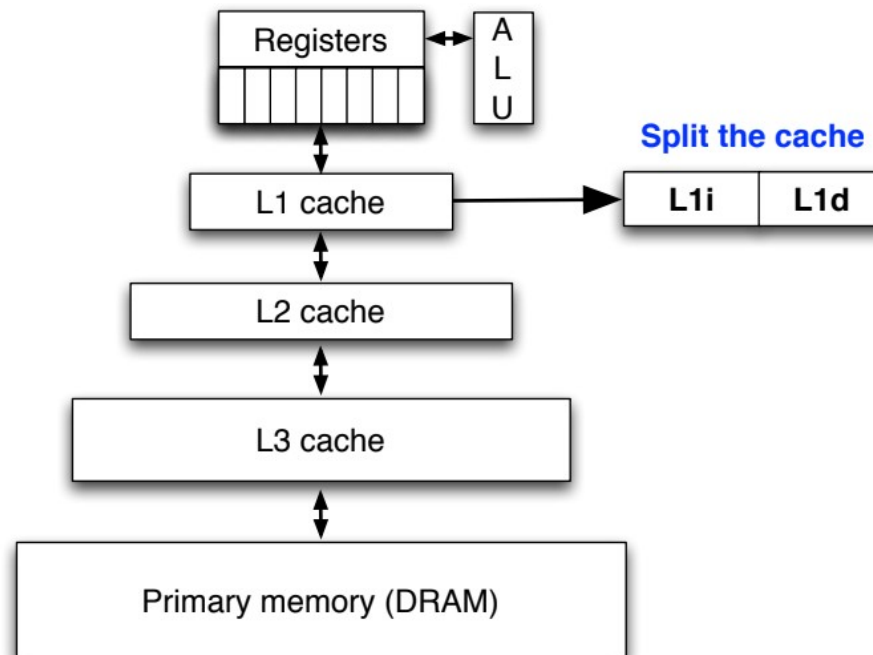 Registers
A
L
U
Split the cache
L1 cache
L1i
L1d
L2 cache
L3 cache
Primary memory (DRAM)